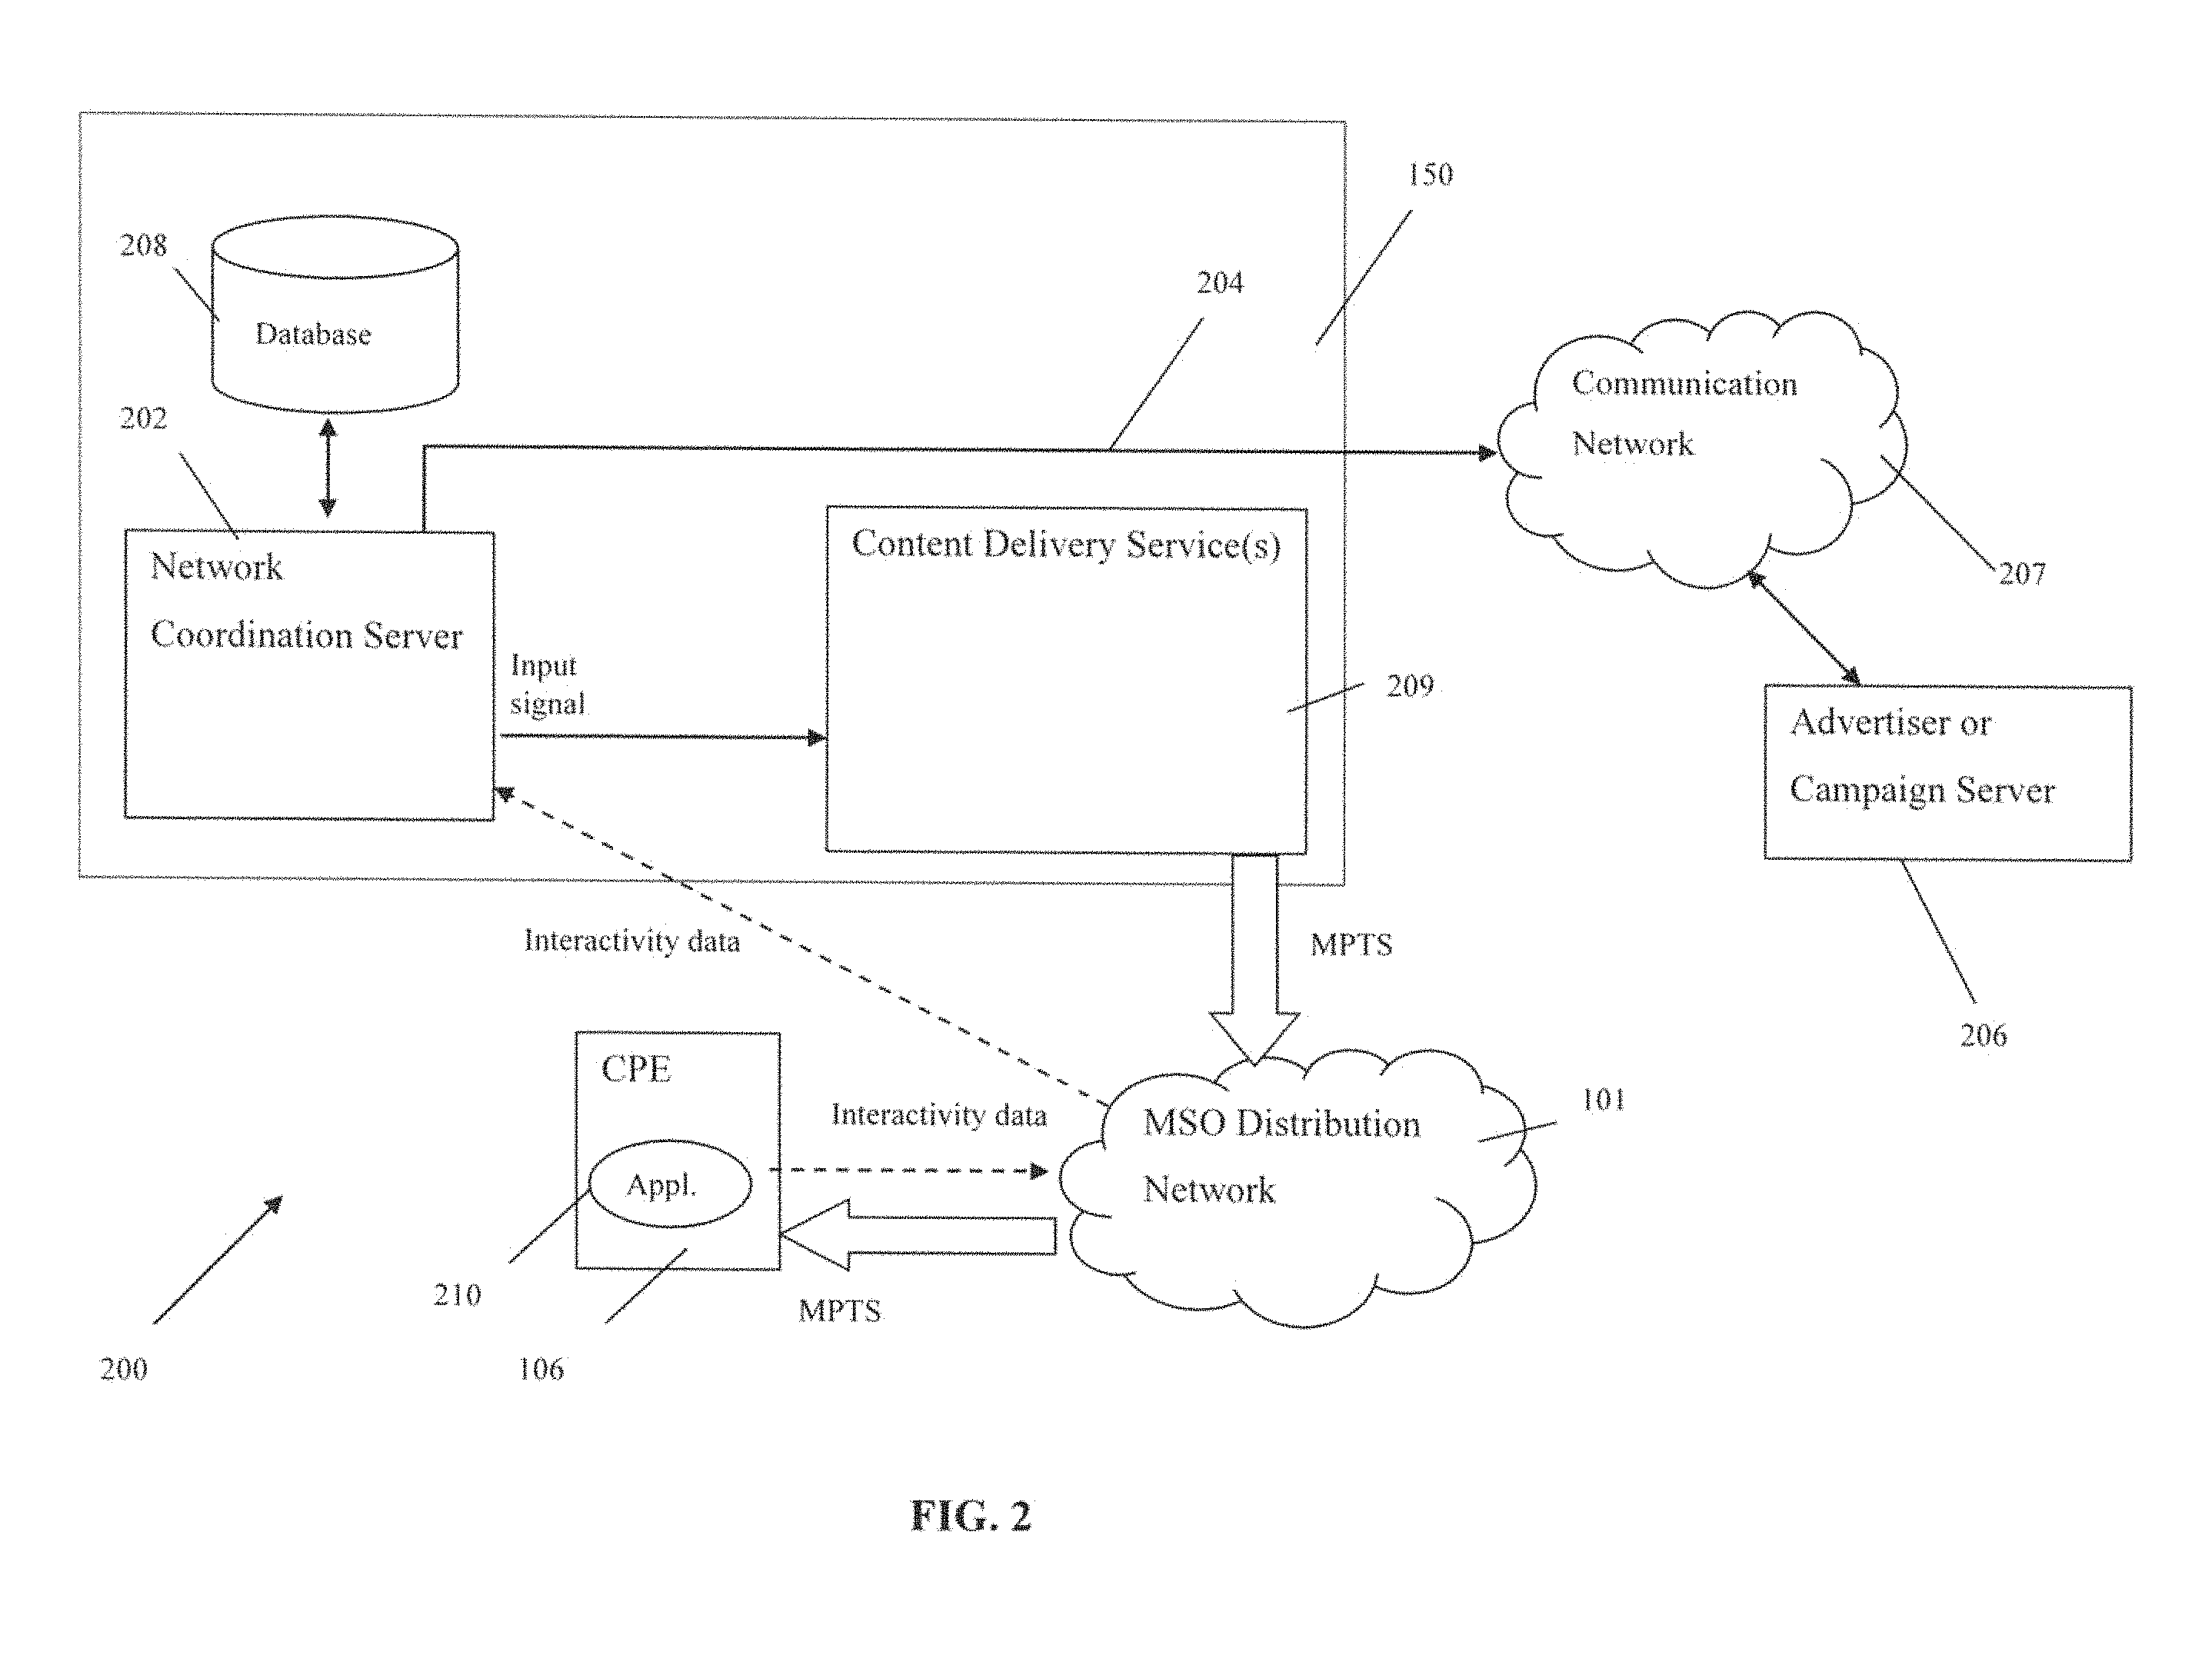 150
208
204
Database
Communication
Network
202
Network
Coordination Server
Content Delivery Service(s)
207
Input
signal
209
Advertiser or
Campaign Server
Interactivity data
MPTS
206
CPE
101
Interactivity data
MSO Distribution
Network
Appl.
210
MPTS
200
106
FIG. 2